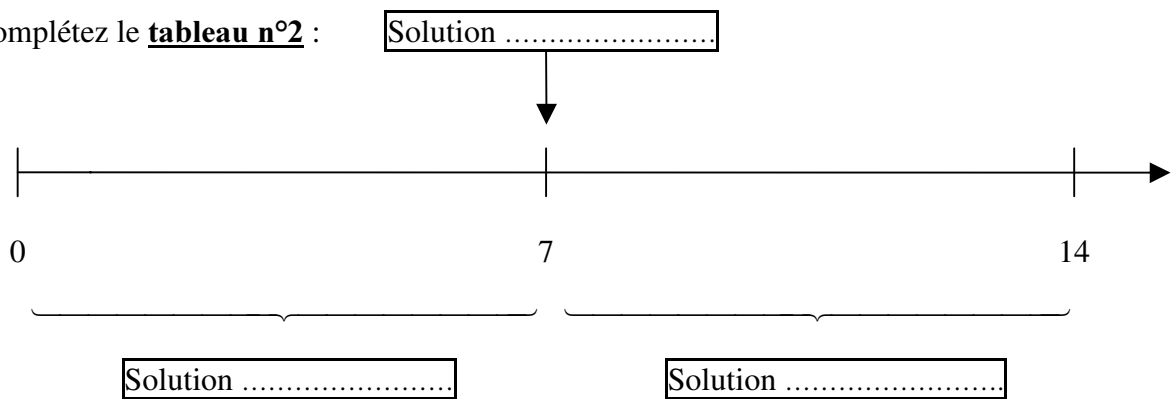 omplétez le tableau n°2 : Solution ........................
0 7 14
Solution ........................ Solution .........................